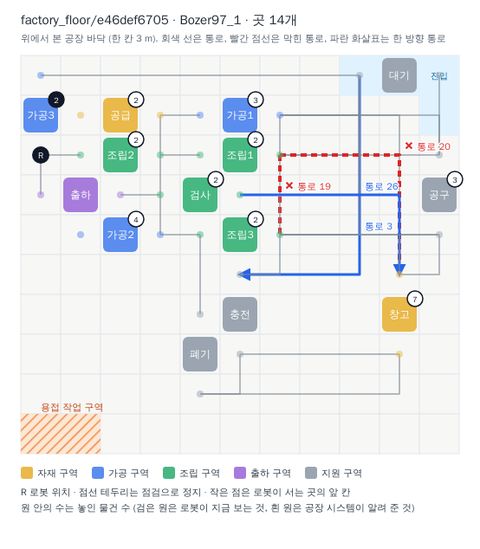 factory_floor/e46def6705 · Bozer97_1 · 곳 14개
위에서 본 공장 바닥 (한 칸 3 m). 회색 선은 통로, 빨간 점선은 막힌 통로, 파란 화살표는 한 방향 통로
대기
가공3 2
공급 2
가공1 3
✖ 통로 20
R
조립2 2
조립1 2
출하
검사 2
✖ 통로 19
통로 26
공구 3
가공2 4
조립3 2
통로 3
충전
창고 7
폐기
용접 작업 구역
자재 구역 가공 구역 조립 구역 출하 구역 지원 구역
R 로봇 위치 · 점선 테두리는 점검으로 정지 · 작은 점은 로봇이 서는 곳의 앞 칸
원 안의 수는 놓인 물건 수 (검은 원은 로봇이 지금 보는 것, 흰 원은 공장 시스템이 알려 준 것)